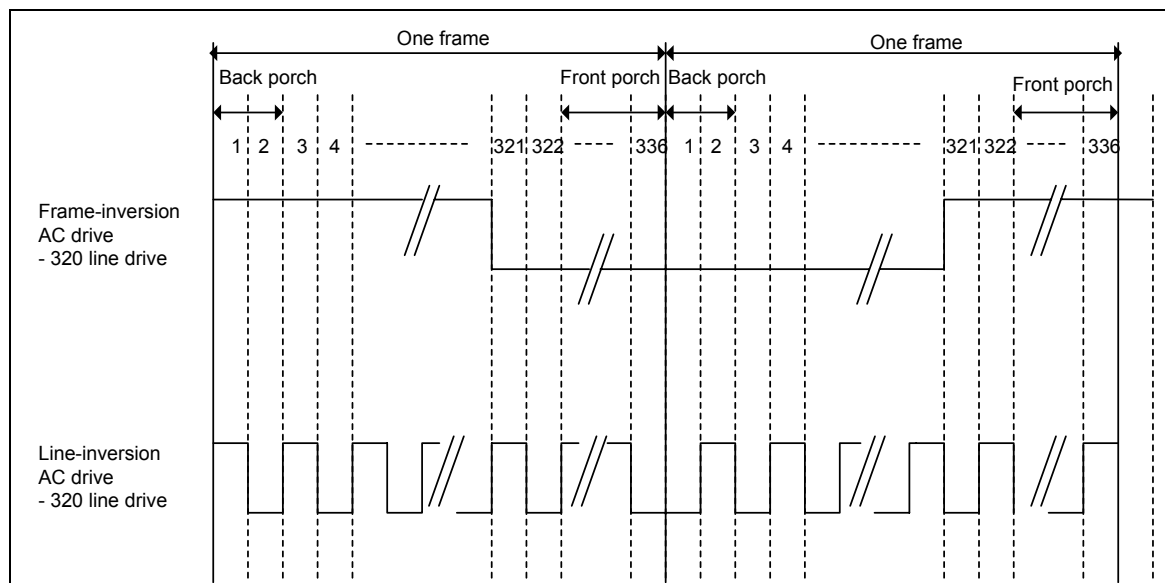 One frame One frame
Back porch Front porch Back porch Front porch
1 2 3 4 ---------- 321 322 ---- 336 1 2 3 4 ---------- 321 322 ---- 336
Frame-inversion
AC drive
- 320 line drive
Line-inversion
AC drive
- 320 line drive